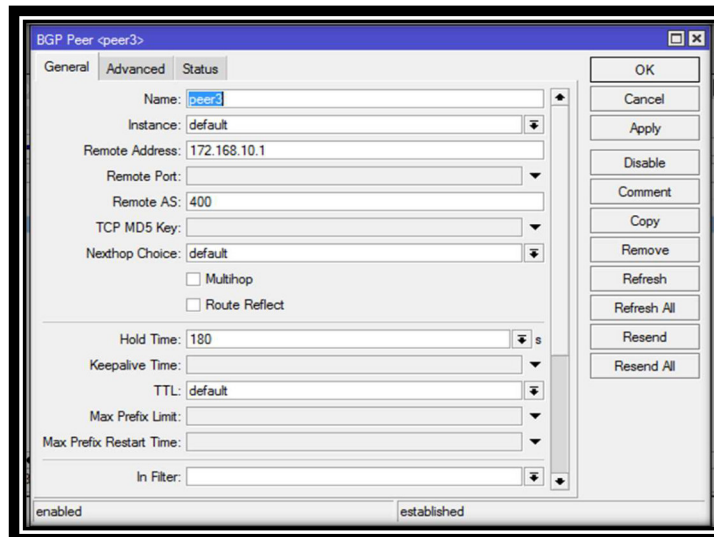 BGP Peer <peer3>
General Advanced Status
Name: peer3
Instance: default
Remote Address: 172.168.10.1
Remote Port:
Remote AS: 400
TCP MD5 Key:
Nexthop Choice: default
Multihop
Route Reflect
Hold Time: 180 s
Keepalive Time:
TTL: default
Max Prefix Limit:
Max Prefix Restart Time:
In Filter:
OK
Cancel
Apply
Disable
Comment
Copy
Remove
Refresh
Refresh All
Resend
Resend All
enabled established